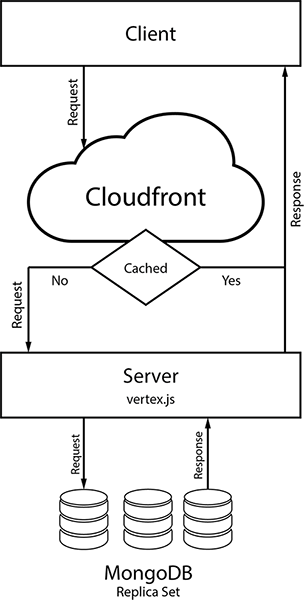 Client
Request
Response
Cloudfront
Cached
No
Yes
Request
Server
vertex.js
Request
Response
MongoDB
Replica Set